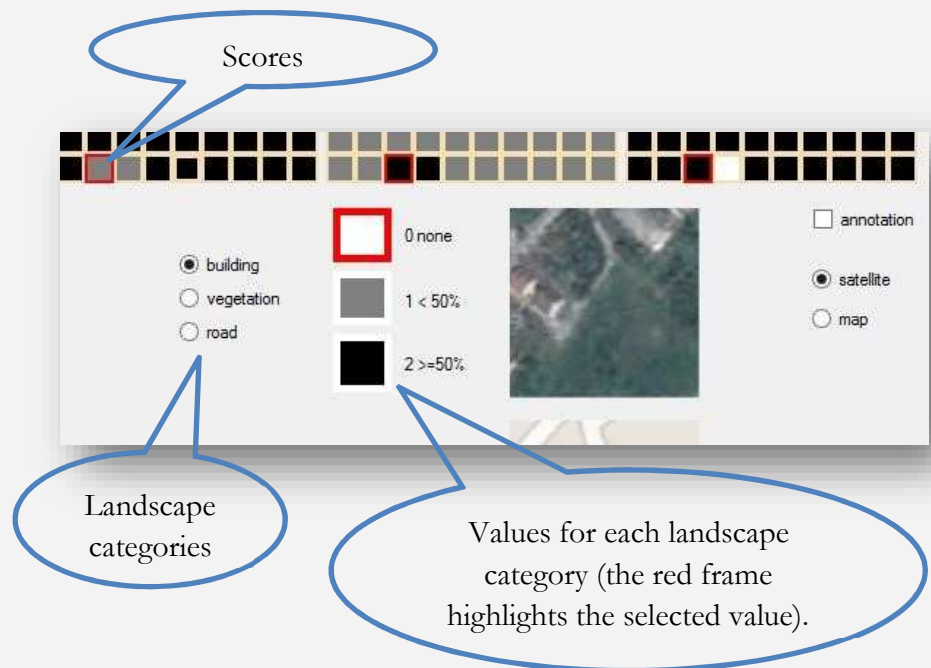 Scores
0 none
annotation
building
satellite
vegetation
1 < 50%
road
map
2 >=50%
Landscape
categories
Values for each landscape
category (the red frame
highlights the selected value).